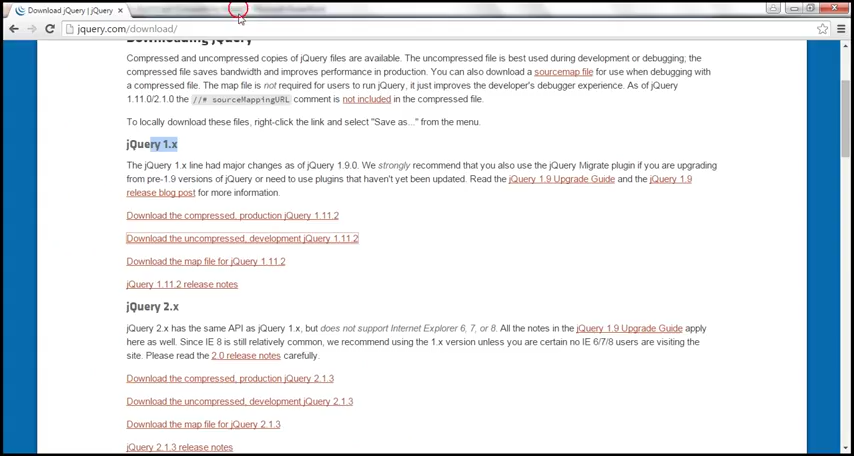 Download jQuery | jQuery
jquery.com/download/
Downloading jQuery
Compressed and uncompressed copies of jQuery files are available. The uncompressed file is best used during development or debugging; the
compressed file saves bandwidth and improves performance in production. You can also download a sourcemap file for use when debugging with
a compressed file. The map file is not required for users to run jQuery, it just improves the developer's debugger experience. As of jQuery
1.11.0/2.1.0 the //# sourceMappingURL comment is not included in the compressed file.
To locally download these files, right-click the link and select "Save as..." from the menu.
jQuery 1.x
The jQuery 1.x line had major changes as of jQuery 1.9.0. We strongly recommend that you also use the jQuery Migrate plugin if you are upgrading
from pre-1.9 versions of jQuery or need to use plugins that haven't yet been updated. Read the jQuery 1.9 Upgrade Guide and the jQuery 1.9
release blog post for more information.
Download the compressed, production jQuery 1.11.2
Download the uncompressed, development jQuery 1.11.2
Download the map file for jQuery 1.11.2
jQuery 1.11.2 release notes
jQuery 2.x
jQuery 2.x has the same API as jQuery 1.x, but does not support Internet Explorer 6, 7, or 8. All the notes in the jQuery 1.9 Upgrade Guide apply
here as well. Since IE 8 is still relatively common, we recommend using the 1.x version unless you are certain no IE 6/7/8 users are visiting the
site. Please read the 2.0 release notes carefully.
Download the compressed, production jQuery 2.1.3
Download the uncompressed, development jQuery 2.1.3
Download the map file for jQuery 2.1.3
jQuery 2.1.3 release notes